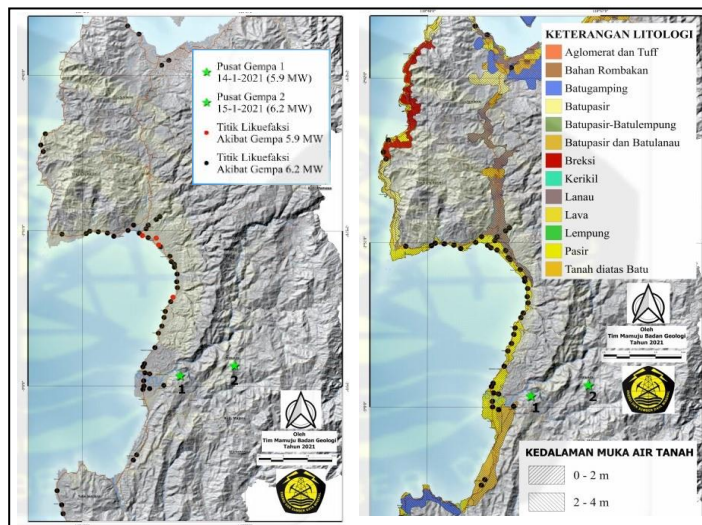 Pusat Gempa 1
14-1-2021 (5.9 MW)
Pusat Gempa 2
15-1-2021 (6.2 MW)
Titik Likuefaksi
Akibat Gempa 5.9 MW
Titik Likuefaksi
Akibat Gempa 6.2 MW
1
2
Oleh
Tim Mamuju Badan Geologi
Tahun 2021
KETERANGAN LITOLOGI
Aglomerat dan Tuff
Bahan Rombakan
Batugamping
Batupasir
Batupasir-Batulempung
Batupasir dan Batulanau
Breksi
Kerikil
Lanau
Lava
Lempung
Pasir
Tanah diatas Batu
Oleh
Tim Mamuju Badan Geologi
Tahun 2021
1
2
KEDALAMAN MUKA AIR TANAH
0 - 2 m
2 - 4 m